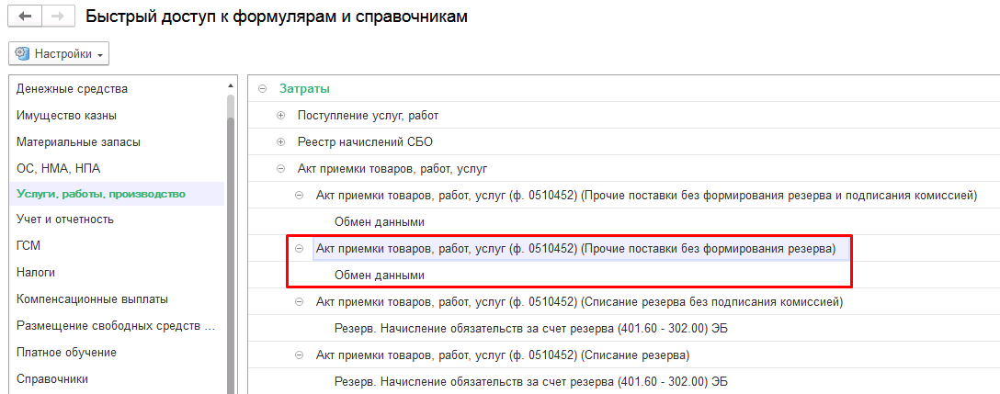 Быстрый доступ к формулярам и справочникам
Настройки
Денежные средства
Имущество казны
Материальные запасы
ОС, НМА, НПА
Услуги, работы, производство
Учет и отчетность
ГСМ
Налоги
Компенсационные выплаты
Размещение свободных средств ...
Платное обучение
Справочники
Затраты
Поступление услуг, работ
Реестр начислений СБО
Акт приемки товаров, работ, услуг
Акт приемки товаров, работ, услуг (ф. 0510452) (Прочие поставки без формирования резерва и подписания комиссией)
Обмен данными
Акт приемки товаров, работ, услуг (ф. 0510452) (Прочие поставки без формирования резерва)
Обмен данными
Акт приемки товаров, работ, услуг (ф. 0510452) (Списание резерва без подписания комиссией)
Резерв. Начисление обязательств за счет резерва (401.60 - 302.00) ЭБ
Акт приемки товаров, работ, услуг (ф. 0510452) (Списание резерва)
Резерв. Начисление обязательств за счет резерва (401.60 - 302.00) ЭБ